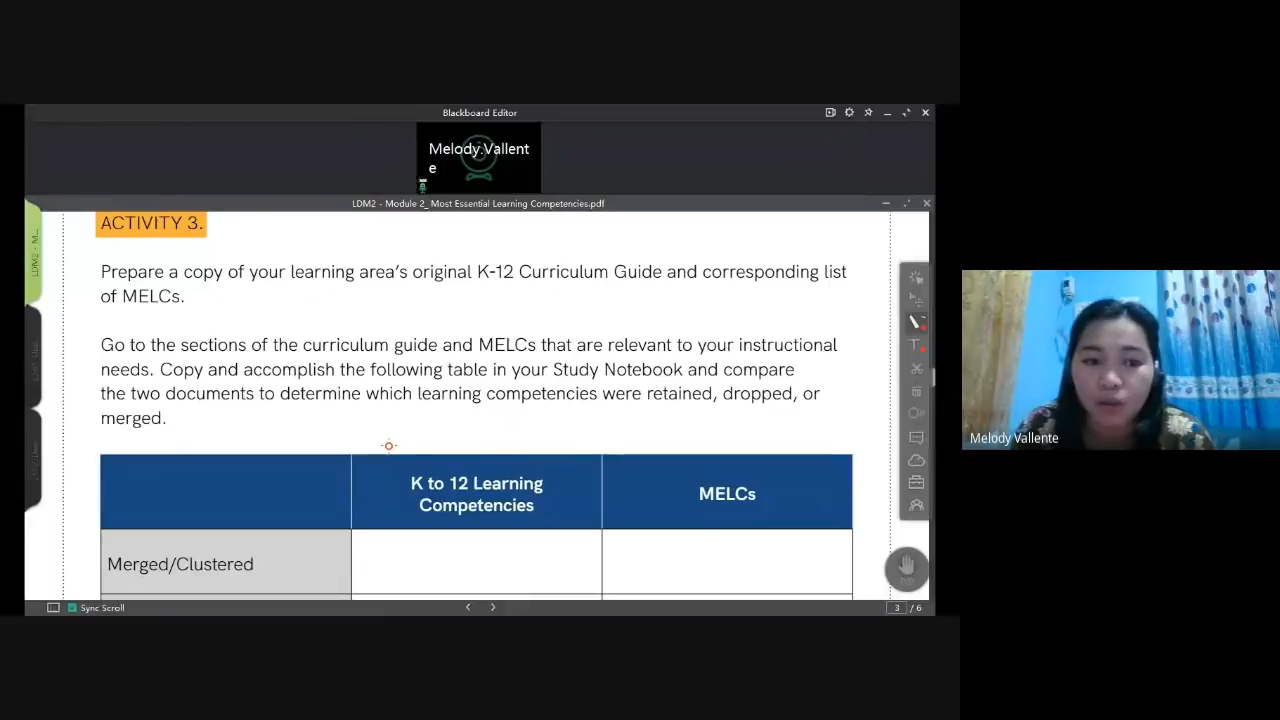 Blackboard Editor
Melody.Vallent
e
LDM2 - Module 2_ Most Essential Learning Competencies.pdf
LDM2 - M...
ACTIVITY 3.
Prepare a copy of your learning area's original K-12 Curriculum Guide and corresponding list
of MELCs.
Go to the sections of the curriculum guide and MELCs that are relevant to your instructional
needs. Copy and accomplish the following table in your Study Notebook and compare
the two documents to determine which learning competencies were retained, dropped, or
merged.
K to 12 Learning
Competencies
MELCs
Merged/Clustered
Sync Scroll
3 / 6
Melody Vallente